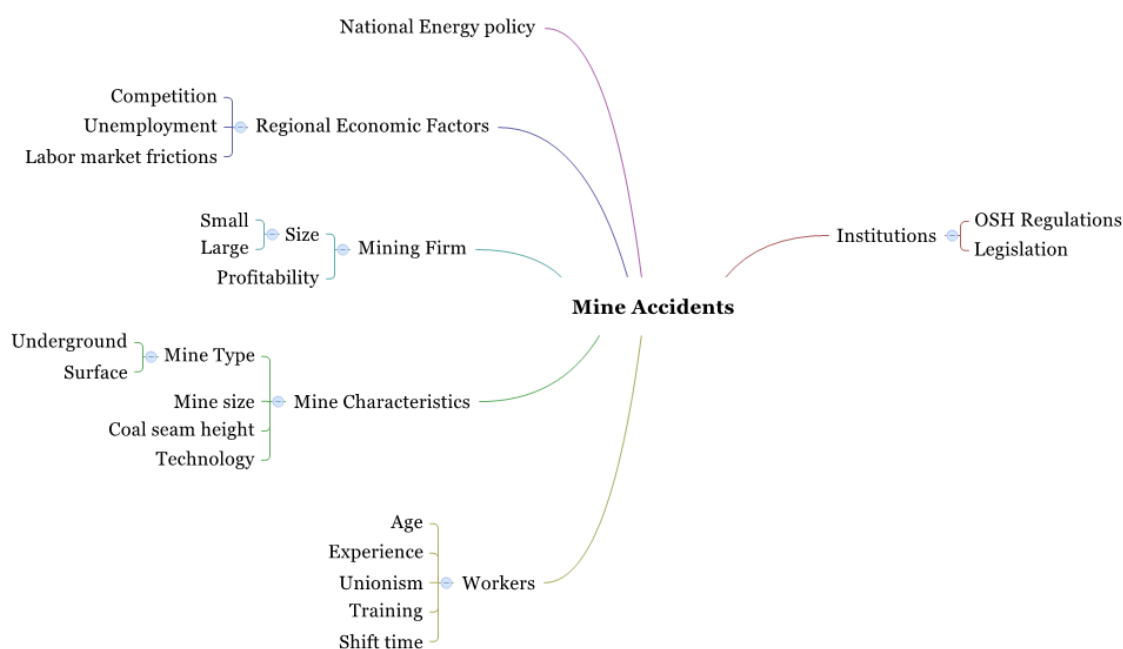 National Energy policy
Competition
Unemployment
Labor market frictions
Regional Economic Factors
Small
Large
Size
Profitability
Mining Firm
Institutions
OSH Regulations
Legislation
Mine Accidents
Underground
Surface
Mine Type
Mine size
Coal seam height
Technology
Mine Characteristics
Age
Experience
Unionism
Training
Shift time
Workers